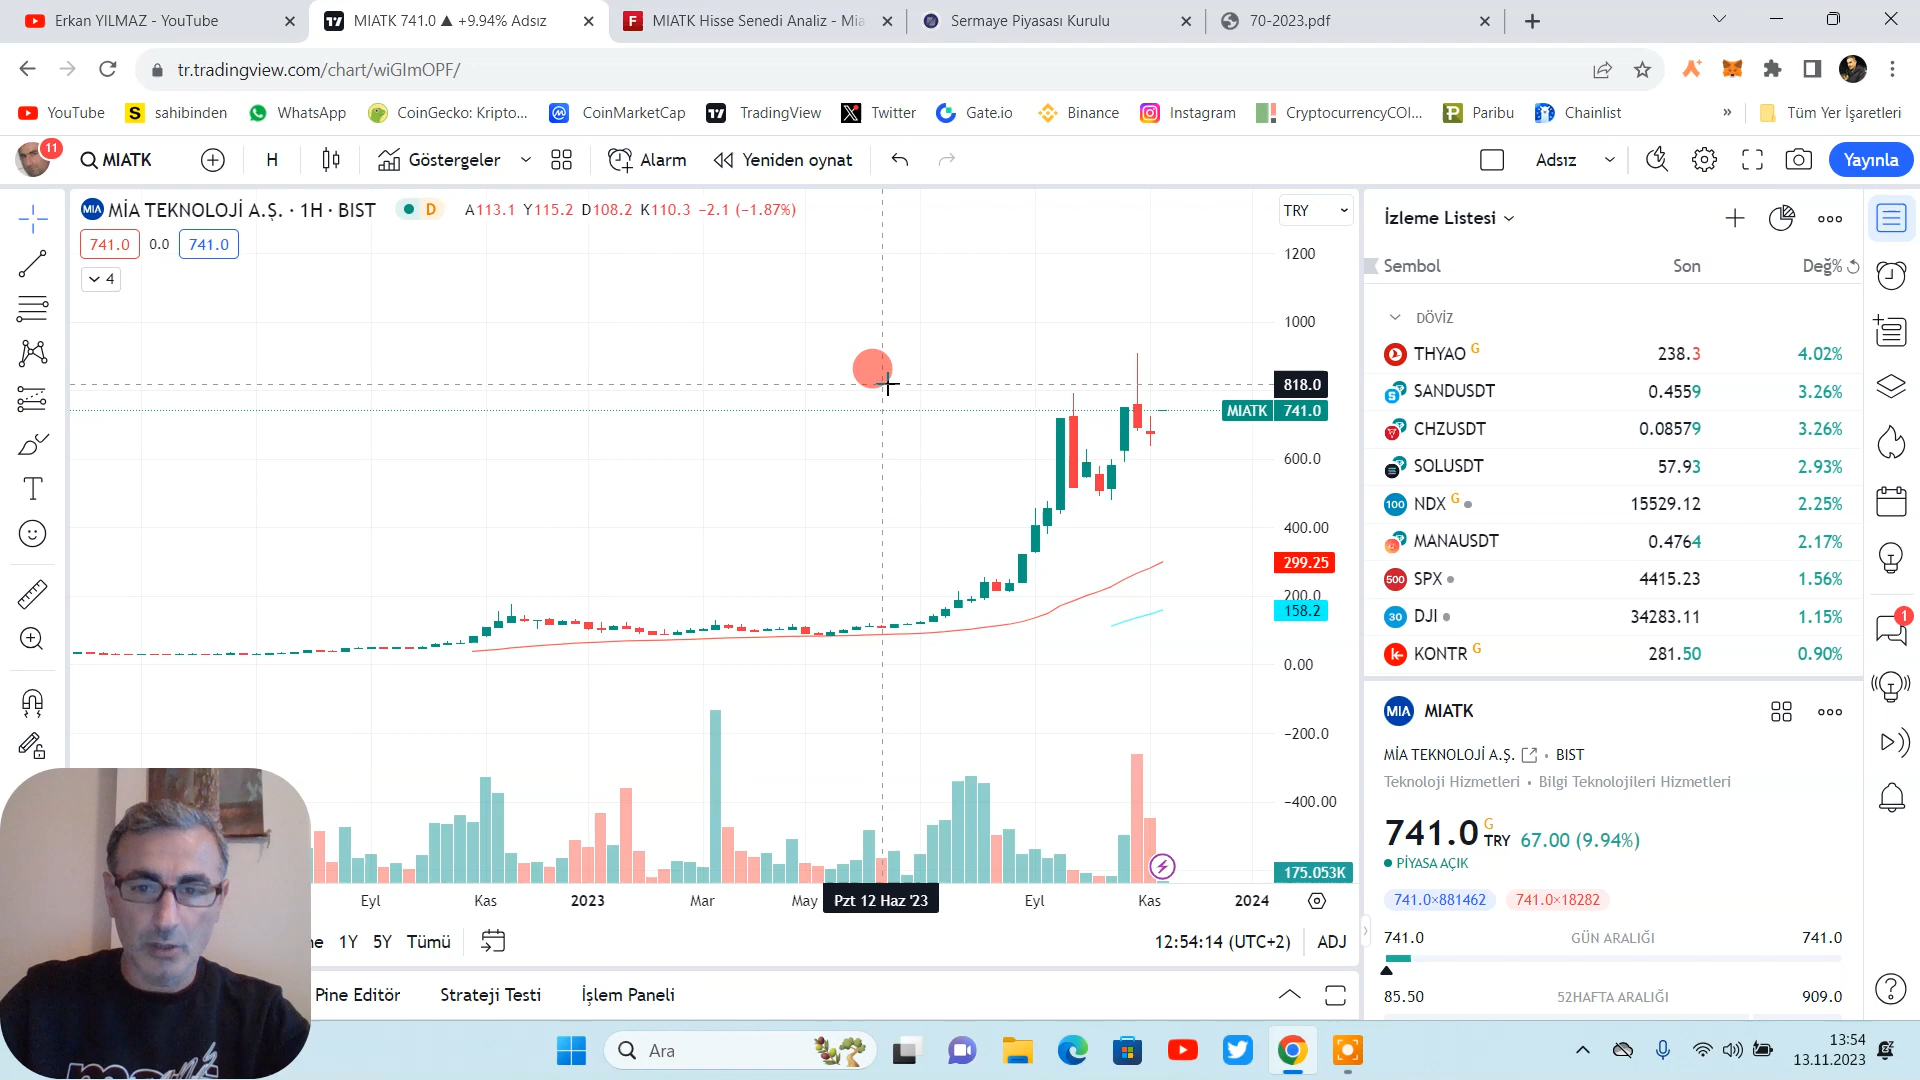 Erkan YILMAZ - YouTube
MIATK 741.0 ▲ +9.94% Adsız
MIATK Hisse Senedi Analiz - Mia
Sermaye Piyasası Kurulu
70-2023.pdf
tr.tradingview.com/chart/wiGImOPF/
YouTube
sahibinden
WhatsApp
CoinGecko: Kripto...
CoinMarketCap
TradingView
Twitter
Gate.io
Binance
Instagram
CryptocurrencyCOI...
Paribu
Chainlist
»
Tüm Yer İşaretleri
11
MIATK
H
Göstergeler
Alarm
Yeniden oynat
Adsız
Yayınla
MIA
MİA TEKNOLOJİ A.Ş. · 1H · BIST
D
A113.1 Y115.2 D108.2 K110.3 −2.1 (−1.87%)
TRY
741.0
0.0
741.0
4
1200
1000
818.0
MIATK 741.0
600.0
400.00
299.25
200.0
158.2
0.00
−200.0
−400.00
175.053K
Eyl
Kas
2023
Mar
May
Pzt 12 Haz '23
Eyl
Kas
2024
ne
1Y
5Y
Tümü
12:54:14 (UTC+2)
ADJ
Pine Editör
Strateji Testi
İşlem Paneli
İzleme Listesi
Sembol
Son
Değ%
DÖVİZ
THYAO G 238.3 4.02%
SANDUSDT 0.4559 3.26%
CHZUSDT 0.08579 3.26%
SOLUSDT 57.93 2.93%
100 NDX G 15529.12 2.25%
MANAUSDT 0.4764 2.17%
500 SPX 4415.23 1.56%
30 DJI 34283.11 1.15%
KONTR G 281.50 0.90%
MIA
MIATK
MİA TEKNOLOJİ A.Ş. • BIST
Teknoloji Hizmetleri • Bilgi Teknolojileri Hizmetleri
741.0 G TRY 67.00 (9.94%)
PİYASA AÇIK
741.0×881462
741.0×18282
741.0
GÜN ARALIĞI
741.0
85.50
52HAFTA ARALIĞI
909.0
1
Ara
13:54
13.11.2023